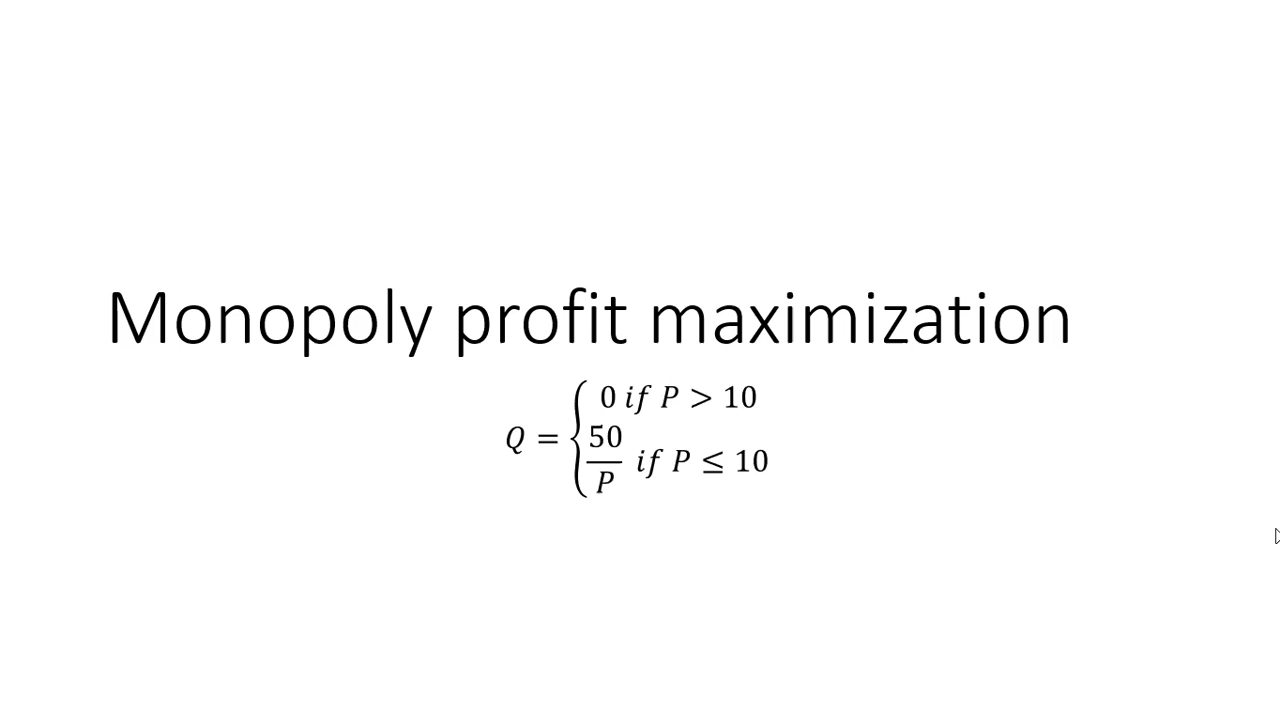 Monopoly profit maximization
Q = { 0 if P > 10
50/P if P ≤ 10